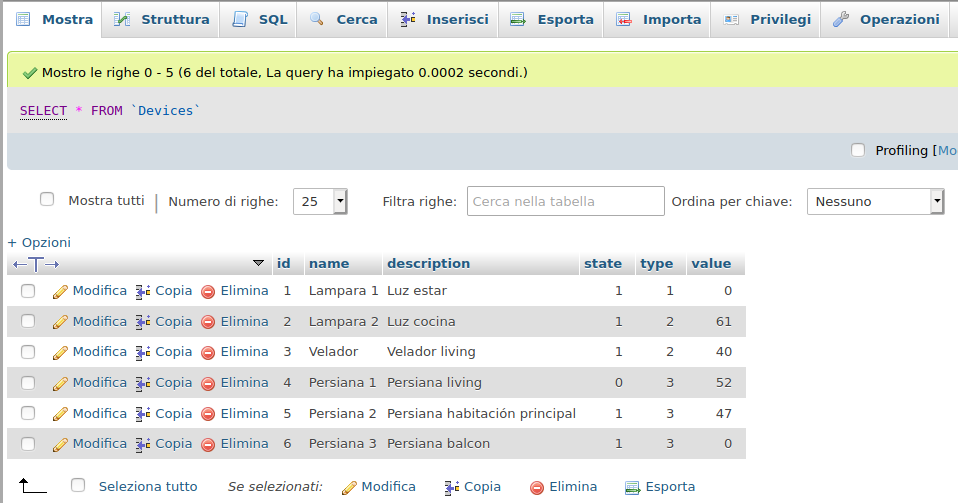 Mostra Struttura SQL Cerca Inserisci Esporta Importa Privilegi Operazioni
Mostro le righe 0 - 5 (6 del totale, La query ha impiegato 0.0002 secondi.)
SELECT * FROM `Devices`
Profiling [Mo
Mostra tutti | Numero di righe: 25 Filtra righe: Cerca nella tabella Ordina per chiave: Nessuno
+ Opzioni
←T→ id name description state type value
Modifica Copia Elimina 1 Lampara 1 Luz estar 1 1 0
Modifica Copia Elimina 2 Lampara 2 Luz cocina 1 2 61
Modifica Copia Elimina 3 Velador Velador living 1 2 40
Modifica Copia Elimina 4 Persiana 1 Persiana living 0 3 52
Modifica Copia Elimina 5 Persiana 2 Persiana habitación principal 1 3 47
Modifica Copia Elimina 6 Persiana 3 Persiana balcon 1 3 0
Seleziona tutto Se selezionati: Modifica Copia Elimina Esporta